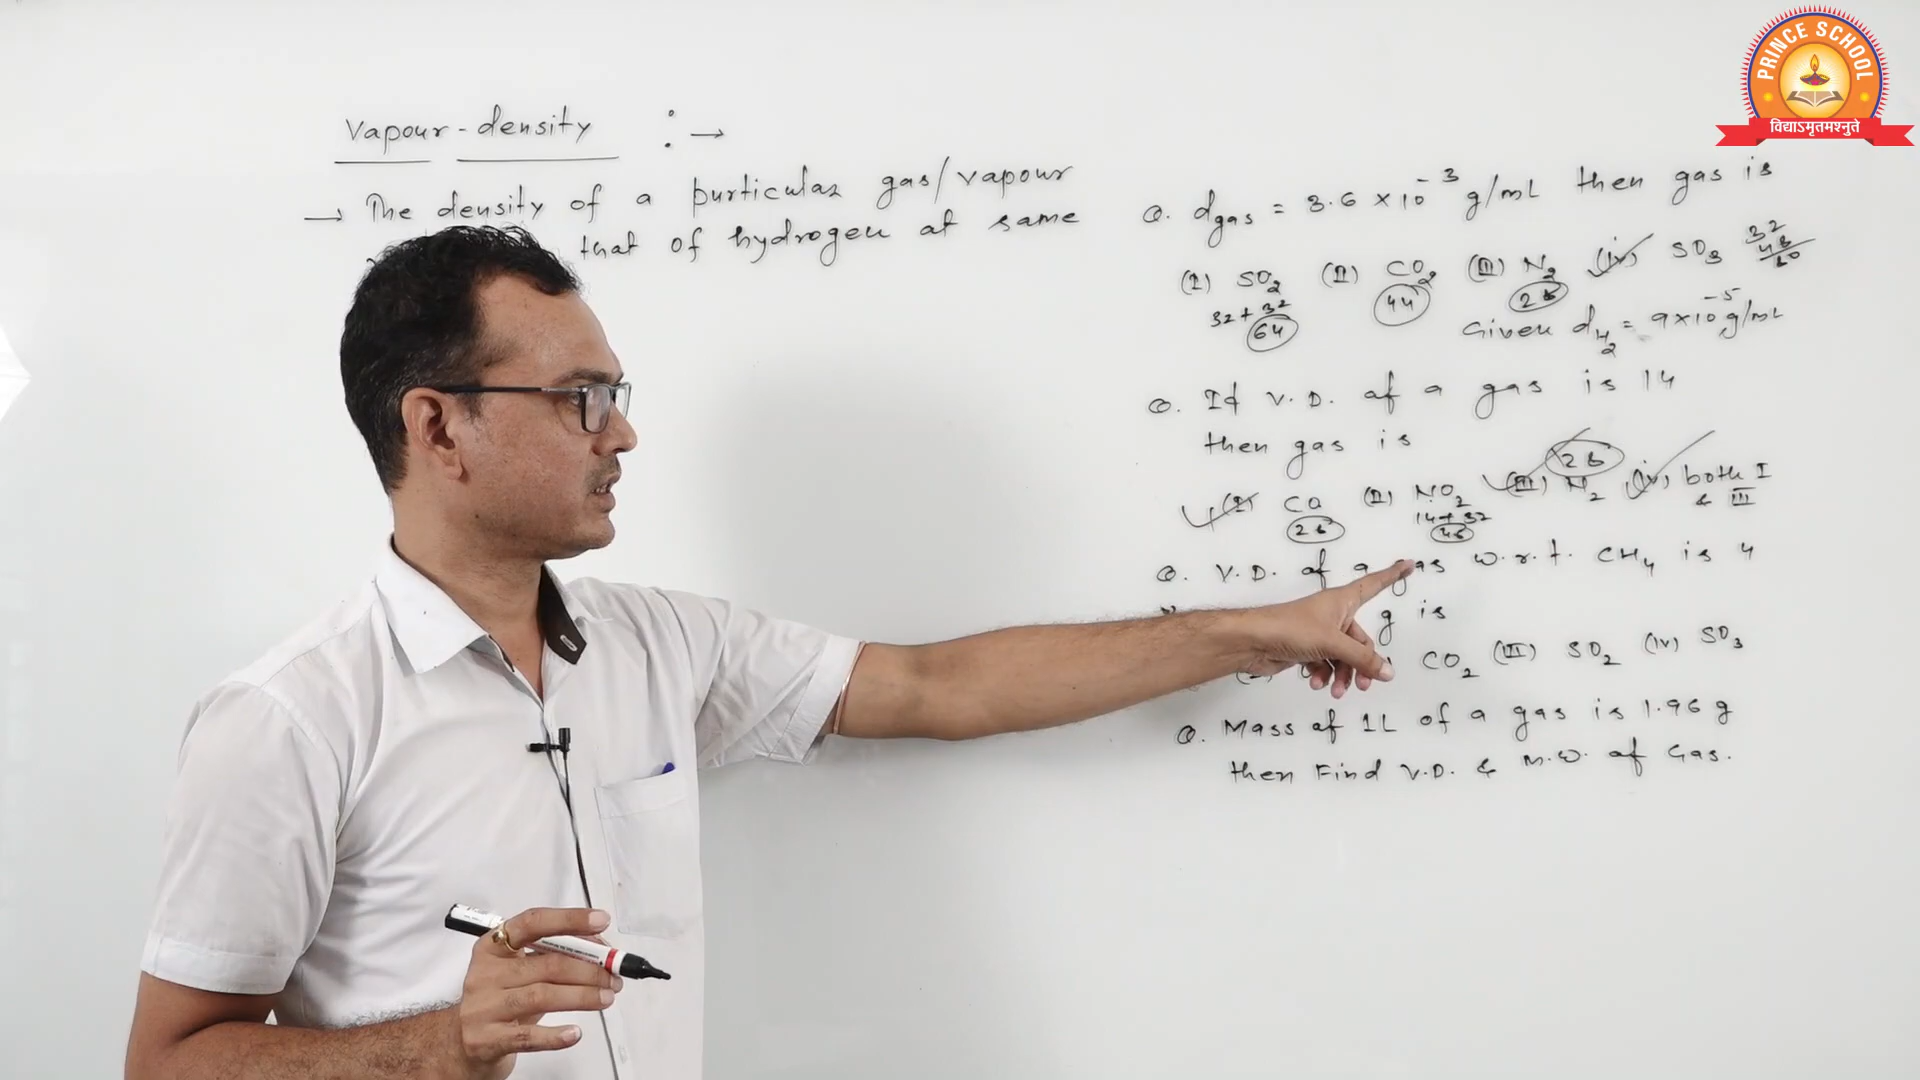 PRINCE SCHOOL
विद्याऽमृतमश्नुते
Vapour-density :→
→ The density of a purticular gas/vapour
that of hydrogen at same
Q. dgas = 3.6 × 10⁻³ g/mL then gas is
(I) SO₂ (II) CO₂ (III) N₂ (iv) SO₃ 32
48
80
32+32 44 28
64
Given dH₂ = 9×10⁻⁵ g/mL
Q. If V.D. of a gas is 14
then gas is
28
(I) CO (II) NO₂ (III) N₂ (iv) both I
& III
28 14+32
46
Q. V.D. of a gas w.r.t. CH₄ is 4
g is
CO₂ (III) SO₂ (iv) SO₃
Q. Mass of 1L of a gas is 1.96 g
then Find V.D. & M.W. of Gas.